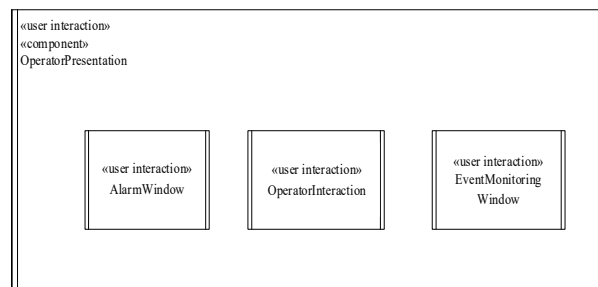 «user interaction»
«component»
OperatorPresentation
«user interaction»
AlarmWindow
«user interaction»
OperatorInteraction
«user interaction»
EventMonitoring
Window